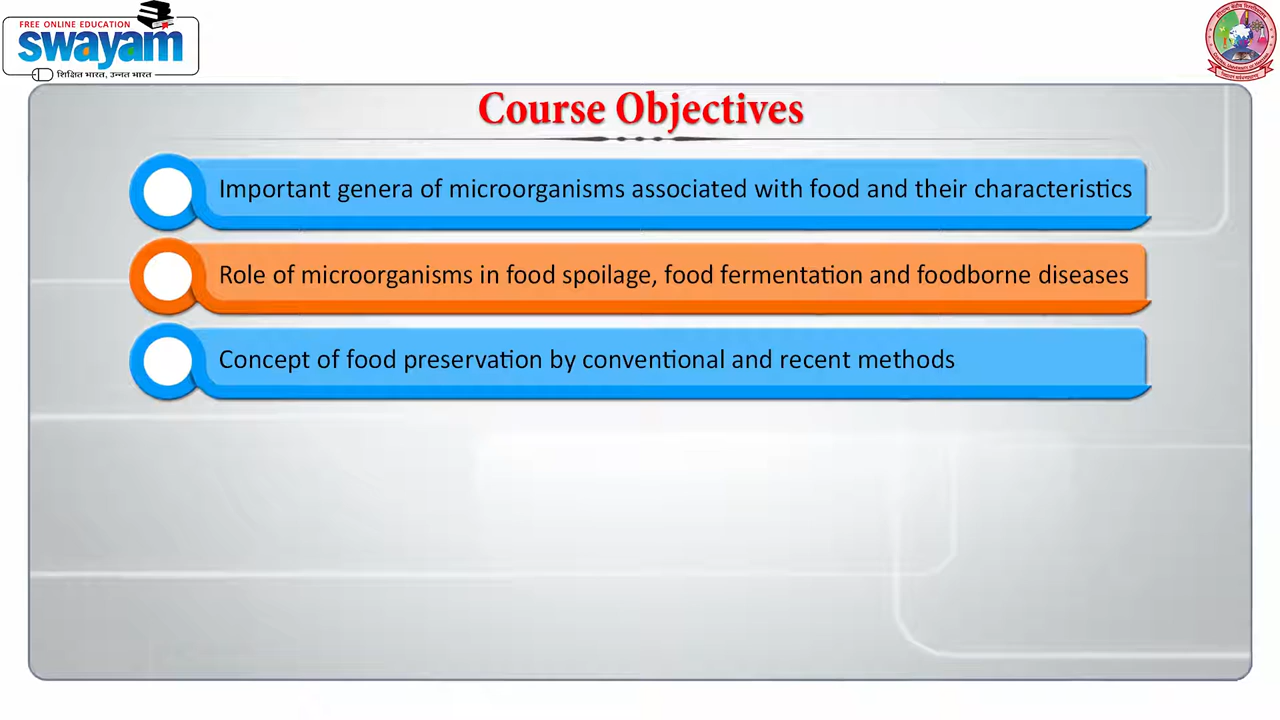 FREE ONLINE EDUCATION
swayam
शिक्षित भारत, उन्नत भारत
Course Objectives
Important genera of microorganisms associated with food and their characteristics
Role of microorganisms in food spoilage, food fermentation and foodborne diseases
Concept of food preservation by conventional and recent methods